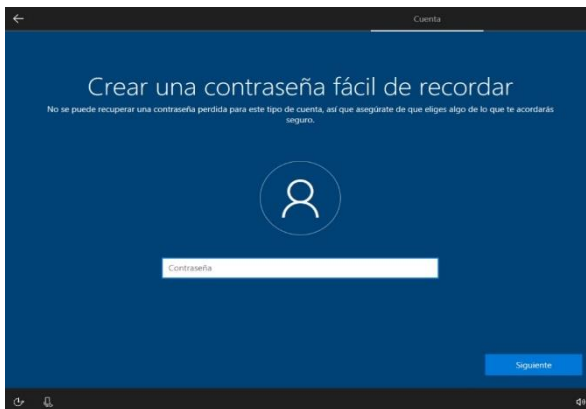 Cuenta
Crear una contraseña fácil de recordar
No se puede recuperar una contraseña perdida para este tipo de cuenta, así que asegúrate de que eliges algo de lo que te acordarás
seguro.
Contraseña
Siguiente